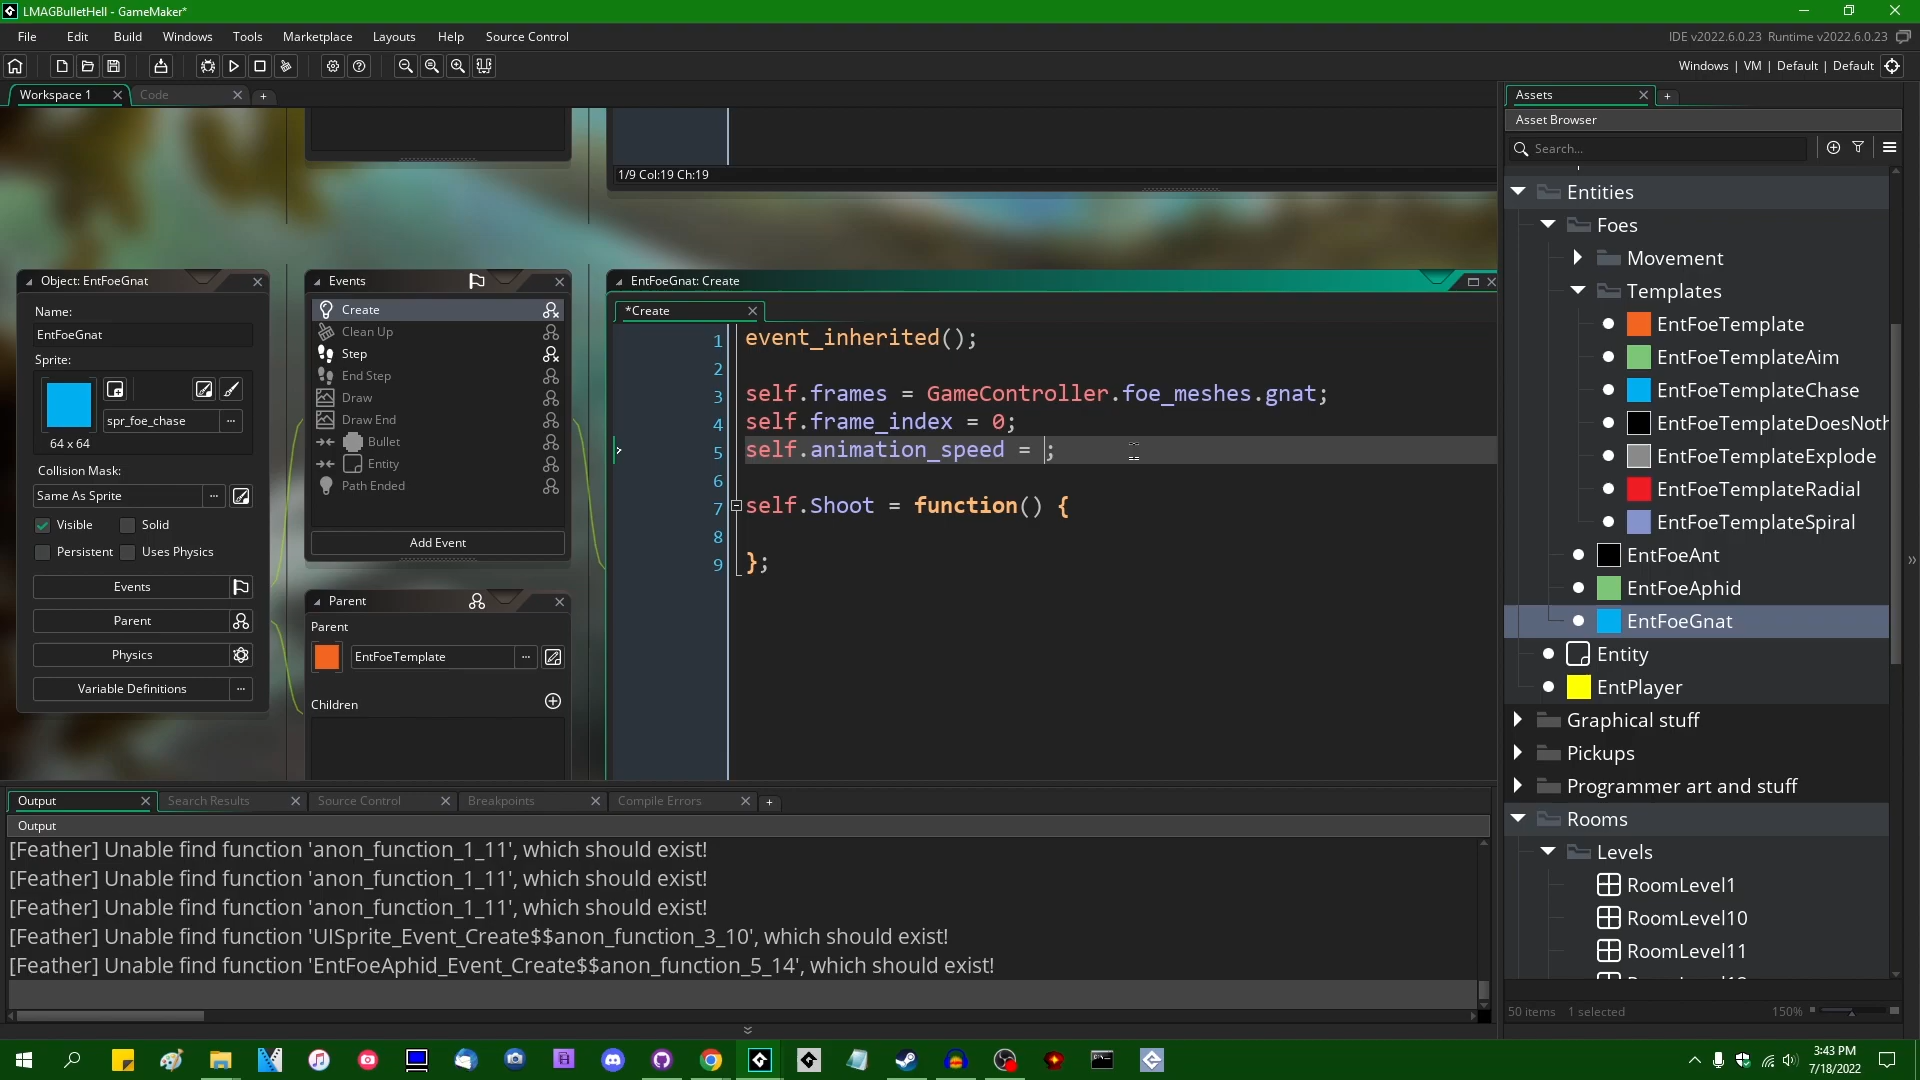 LMAGBulletHell - GameMaker*
File Edit Build Windows Tools Marketplace Layouts Help Source Control
IDE v2022.6.0.23 Runtime v2022.6.0.23
Windows | VM | Default | Default
Workspace 1
Code
1/9 Col:19 Ch:19
Object: EntFoeGnat
Name:
EntFoeGnat
Sprite:
spr_foe_chase
64 x 64
Collision Mask:
Same As Sprite
Visible
Solid
Persistent
Uses Physics
Events
Parent
Physics
Variable Definitions
Events
Create
Clean Up
Step
End Step
Draw
Draw End
Bullet
Entity
Path Ended
Add Event
Parent
Parent
EntFoeTemplate
Children
EntFoeGnat: Create
*Create
1 event_inherited();
2
3 self.frames = GameController.foe_meshes.gnat;
4 self.frame_index = 0;
5 self.animation_speed = ;
6
7 self.Shoot = function() {
8
9 };
Output
Search Results
Source Control
Breakpoints
Compile Errors
Output
[Feather] Unable find function 'anon_function_1_11', which should exist!
[Feather] Unable find function 'anon_function_1_11', which should exist!
[Feather] Unable find function 'anon_function_1_11', which should exist!
[Feather] Unable find function 'UISprite_Event_Create$$anon_function_3_10', which should exist!
[Feather] Unable find function 'EntFoeAphid_Event_Create$$anon_function_5_14', which should exist!
Assets
Asset Browser
Search...
Entities
Foes
Movement
Templates
EntFoeTemplate
EntFoeTemplateAim
EntFoeTemplateChase
EntFoeTemplateDoesNoth
EntFoeTemplateExplode
EntFoeTemplateRadial
EntFoeTemplateSpiral
EntFoeAnt
EntFoeAphid
EntFoeGnat
Entity
EntPlayer
Graphical stuff
Pickups
Programmer art and stuff
Rooms
Levels
RoomLevel1
RoomLevel10
RoomLevel11
50 items 1 selected
150%
3:43 PM
7/18/2022